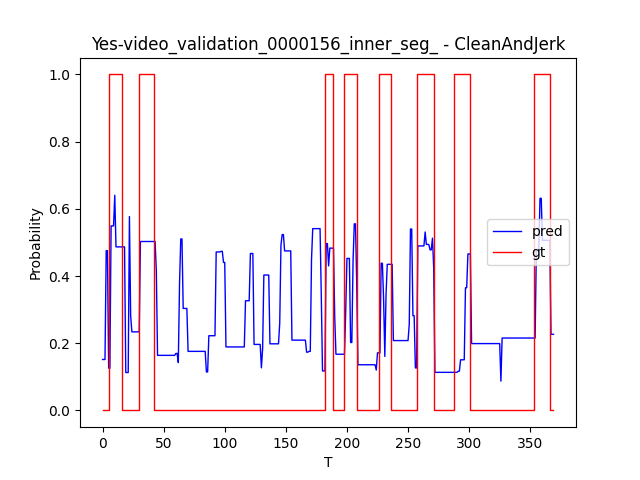 Yes-video_validation_0000156_inner_seg_ - CleanAndJerk
1.0
0.8
0.6
0.4
0.2
0.0
Probability
pred
gt
0 50 100 150 200 250 300 350
T